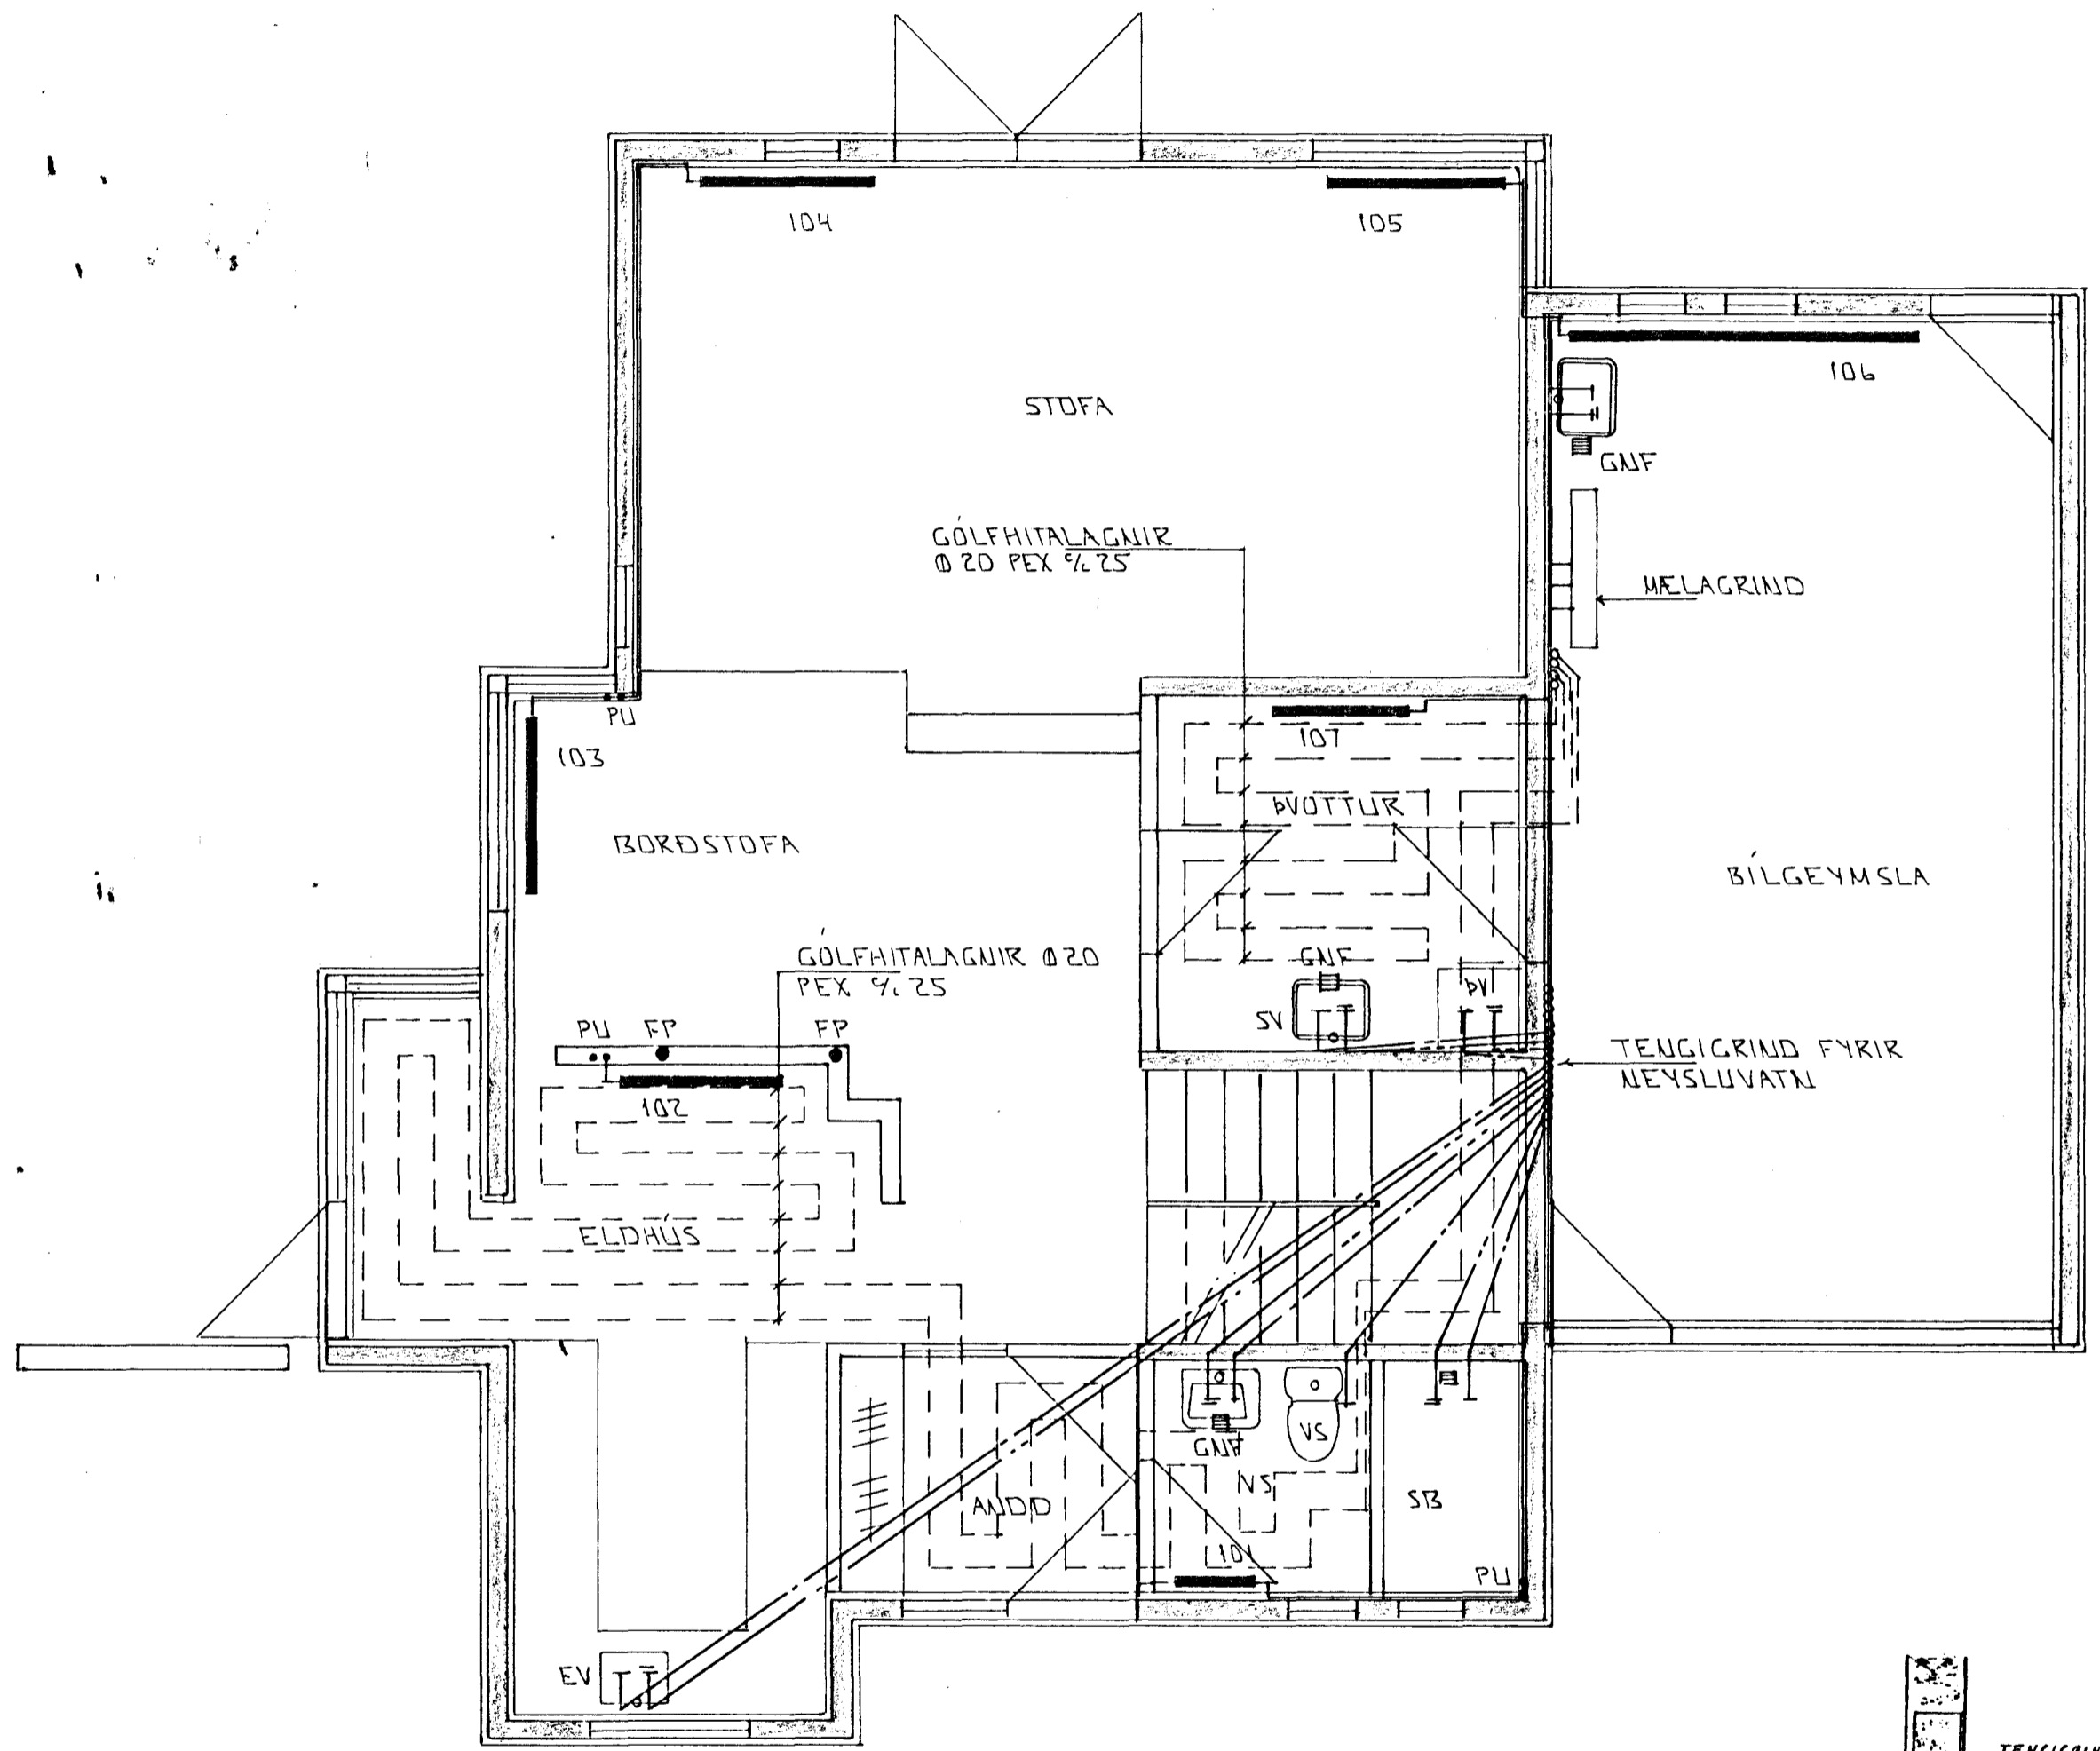 104
105
106
STOFA
GNF
GÓLFHITALAGNIR
Ø 20 PEX c/c 25
MÆLAGRIND
PU
103
107
ÞVOTTUR
BORÐSTOFA
BÍLGEYMSLA
GÓLFHITALAGNIR Ø 20
PEX c/c 25
GNF
ÞV
SV
PU
FP
FP
TENGIGRIND FYRIR
NEYSLUVATN
102
ELDHÚS
VS
GNF
NS
SB
ANDD
101
PU
EV